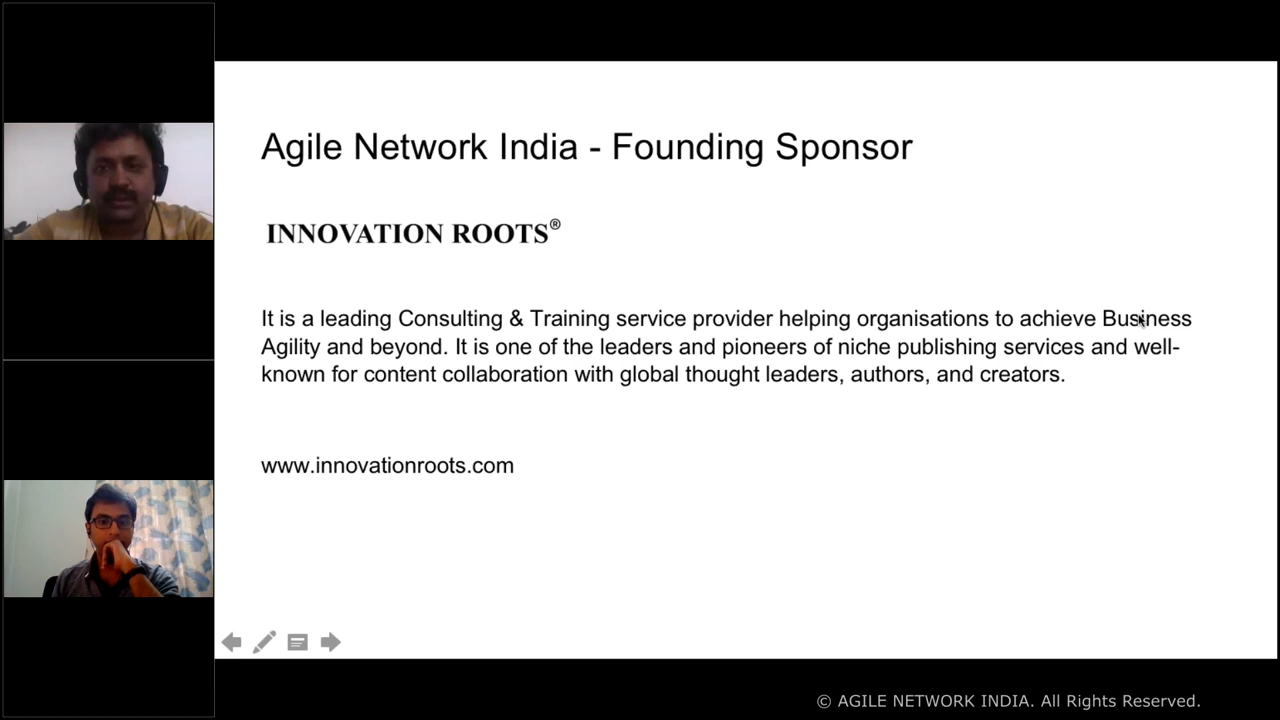 Agile Network India - Founding Sponsor
INNOVATION ROOTS®
It is a leading Consulting & Training service provider helping organisations to achieve Business
Agility and beyond. It is one of the leaders and pioneers of niche publishing services and well-
known for content collaboration with global thought leaders, authors, and creators.
www.innovationroots.com
© AGILE NETWORK INDIA. All Rights Reserved.